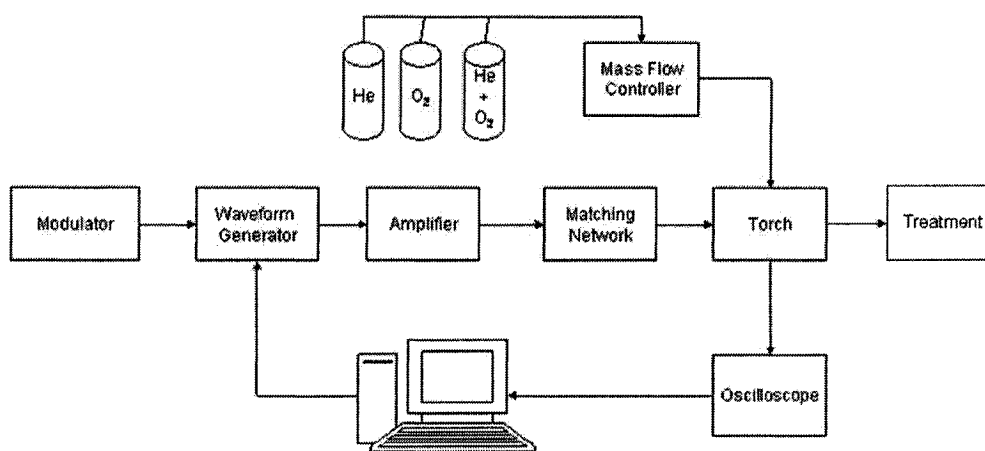 He
O₂
He
+
O₂
Mass Flow
Controller
Modulator
Waveform
Generator
Amplifier
Matching
Network
Torch
Treatment
Oscilloscope